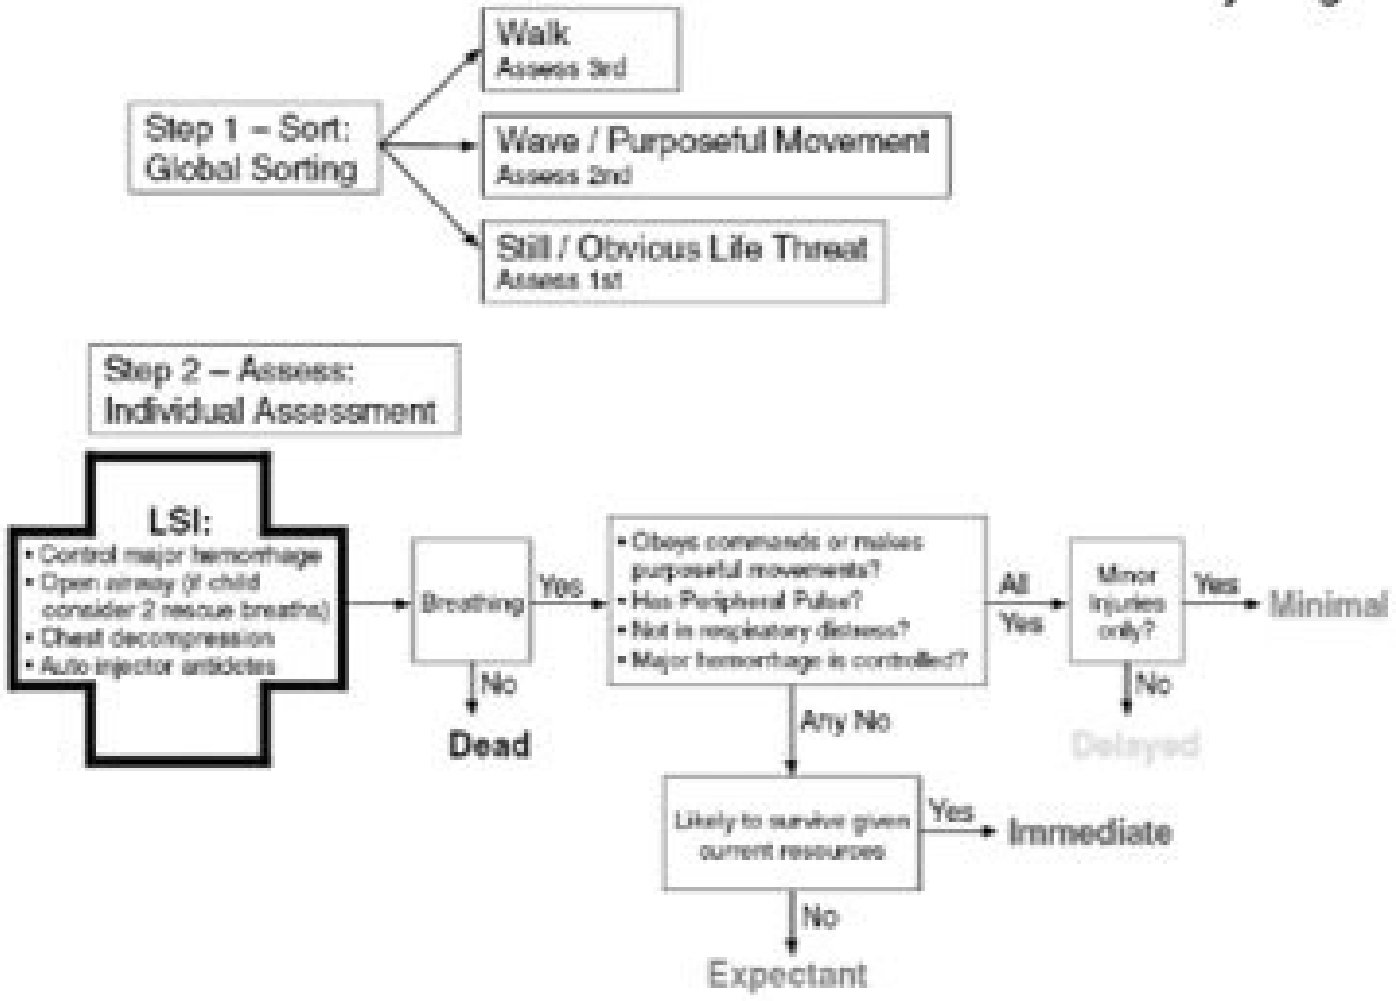 Walk
Assess 3rd
Step 1 – Sort:
Global Sorting
Wave / Purposeful Movement
Assess 2nd
Still / Obvious Life Threat
Assess 1st
Step 2 – Assess:
Individual Assessment
LSI:
• Control major hemorrhage
• Open airway (if child
consider 2 rescue breaths)
• Chest decompression
• Auto injector antidotes
Breathing
Yes
No
Dead
• Obeys commands or makes
purposeful movements?
• Has Peripheral Pulse?
• Not in respiratory distress?
• Major hemorrhage is controlled?
All
Yes
Minor
Injuries
only?
Yes
Minimal
No
Delayed
Any No
Likely to survive given
current resources
Yes
Immediate
No
Expectant